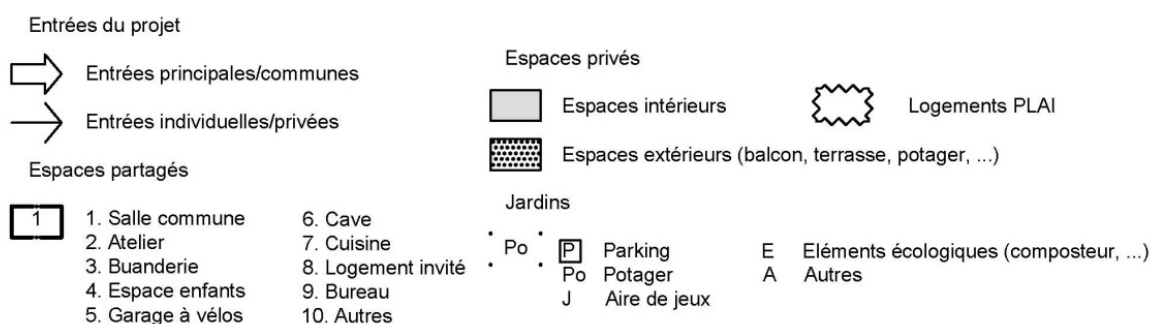 Entrées du projet
Entrées principales/communes
Entrées individuelles/privées
Espaces partagés
1
1. Salle commune
2. Atelier
3. Buanderie
4. Espace enfants
5. Garage à vélos
6. Cave
7. Cuisine
8. Logement invité
9. Bureau
10. Autres
Espaces privés
Espaces intérieurs
Logements PLAI
Espaces extérieurs (balcon, terrasse, potager, ...)
Jardins
Po
P Parking
Po Potager
J Aire de jeux
E Eléments écologiques (composteur, ...)
A Autres